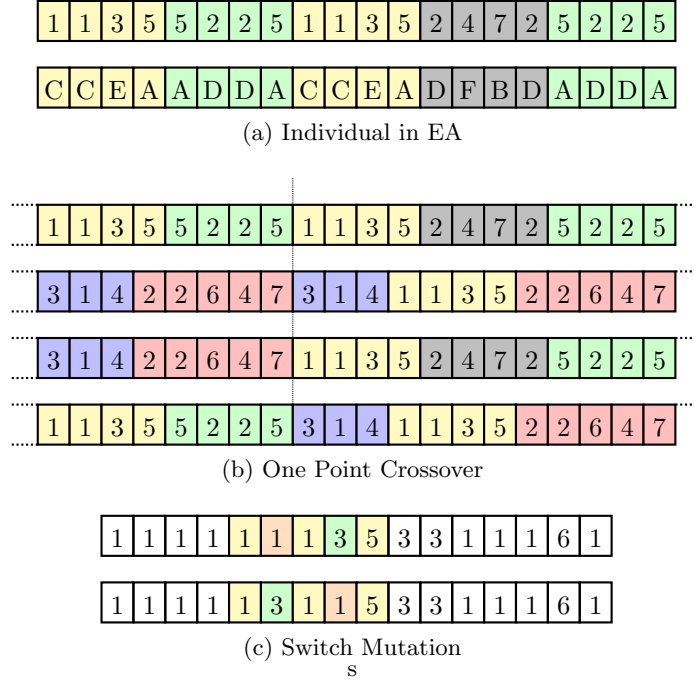 1 1 3 5 5 2 2 5 1 1 3 5 2 4 7 2 5 2 2 5
C C E A A D D A C C E A D F B D A D D A
(a) Individual in EA
1 1 3 5 5 2 2 5 1 1 3 5 2 4 7 2 5 2 2 5
3 1 4 2 2 6 4 7 3 1 4 1 1 3 5 2 2 6 4 7
3 1 4 2 2 6 4 7 1 1 3 5 2 4 7 2 5 2 2 5
1 1 3 5 5 2 2 5 3 1 4 1 1 3 5 2 2 6 4 7
(b) One Point Crossover
1 1 1 1 1 1 1 3 5 3 3 1 1 1 6 1
1 1 1 1 1 3 1 1 5 3 3 1 1 1 6 1
(c) Switch Mutation
s